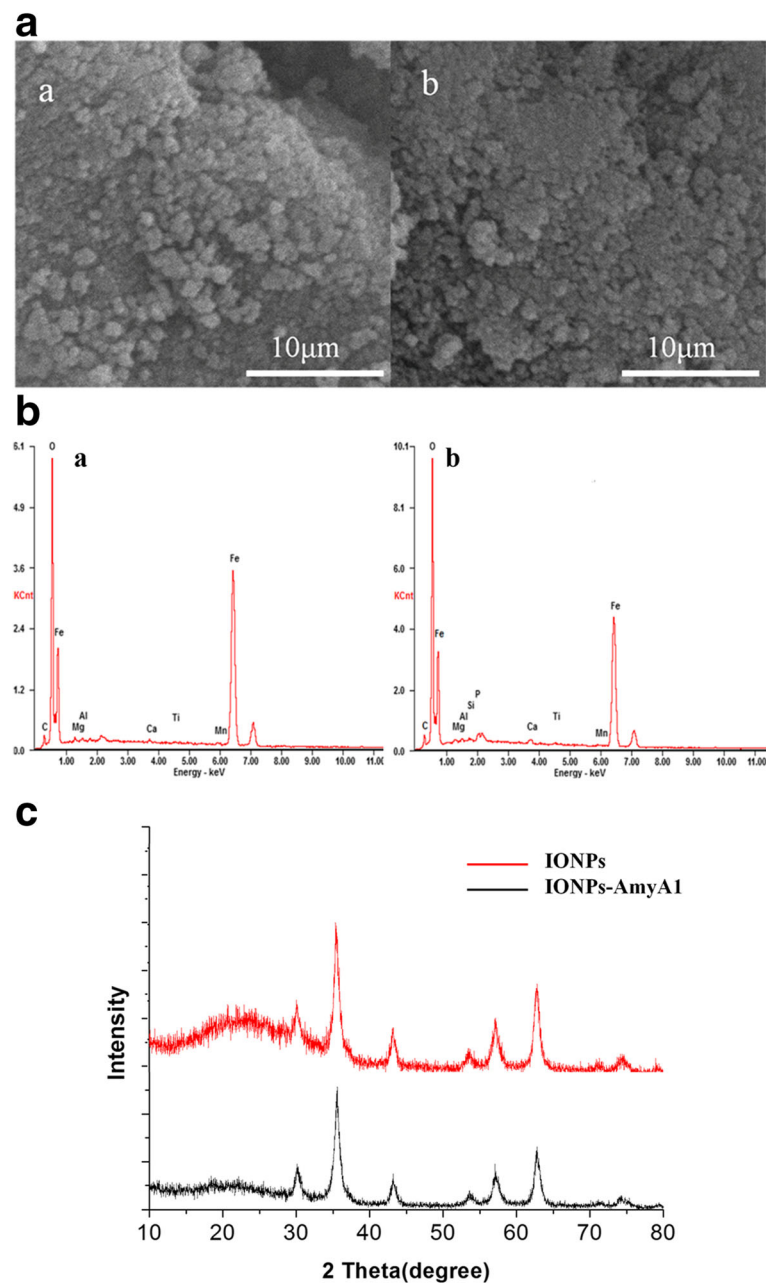 a
a
b
10μm
10μm
b
a
b
6.1
4.9
3.6
KCnt
2.4
1.2
0.0
O
Fe
C
Mg
Al
Ca
Ti
Mn
Fe
1.00 2.00 3.00 4.00 5.00 6.00 7.00 8.00 9.00 10.00 11.00
Energy - keV
10.1
8.1
6.0
KCnt
4.0
2.0
0.0
O
Fe
C
Mg
Al
Si
P
Ca
Ti
Mn
Fe
1.00 2.00 3.00 4.00 5.00 6.00 7.00 8.00 9.00 10.00 11.00
Energy - keV
c
IONPs
IONPs-AmyA1
Intensity
10 20 30 40 50 60 70 80
2 Theta(degree)